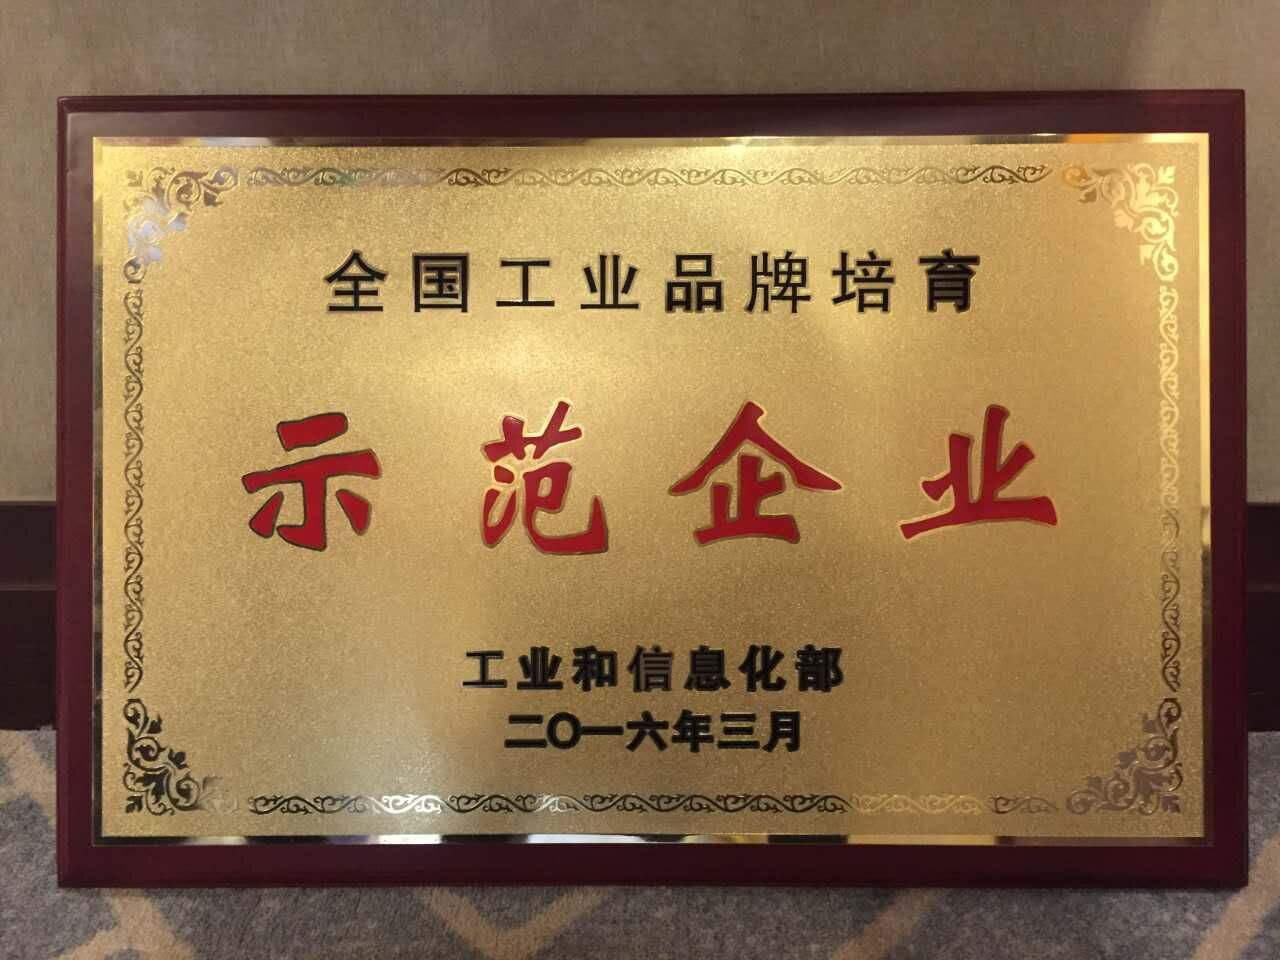 全国工业品牌培育
示范企业
工业和信息化部
二〇一六年三月